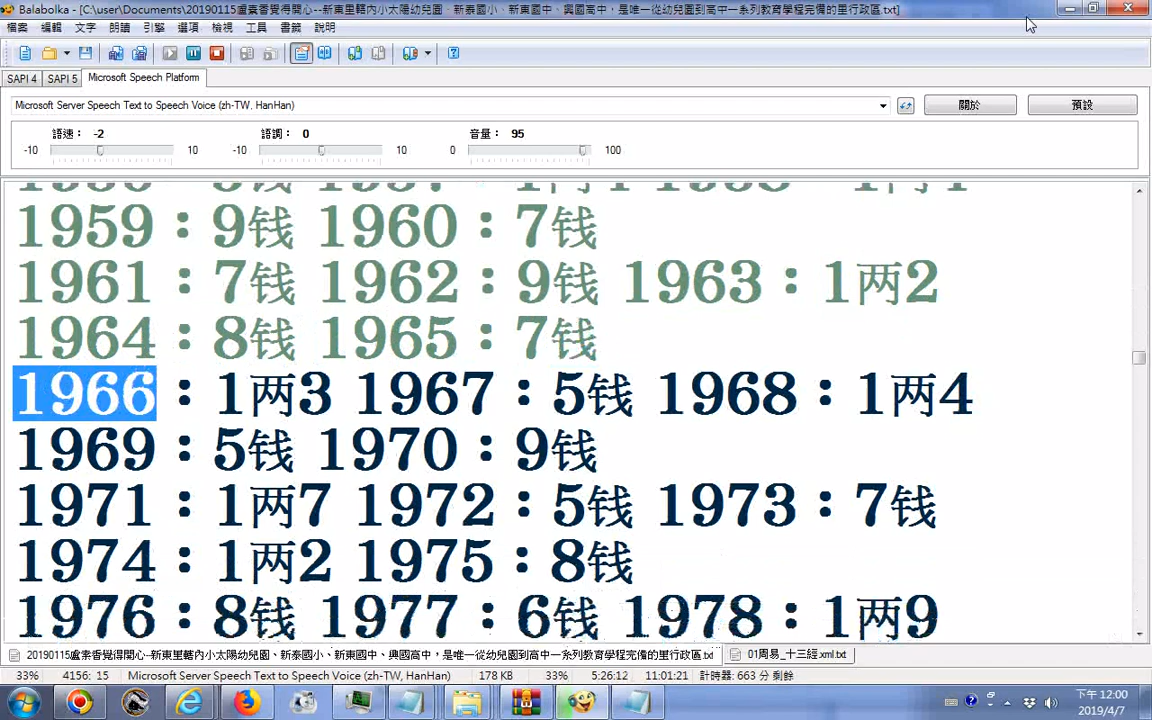 Balabolka - [C:\user\Documents\20190115盧素香覺得開心--新東里轄內小太陽幼兒園、新泰國小、新東國中、興國高中，是唯一從幼兒園到高中一系列教育學程完備的里行政區.txt]
檔案 編輯 文字 朗讀 引擎 選項 檢視 工具 書籤 說明
SAPI 4 SAPI 5 Microsoft Speech Platform
Microsoft Server Speech Text to Speech Voice (zh-TW, HanHan) 關於 預設
語速： -2 語調： 0 音量： 95
-10 10 -10 10 0 100
1959：9钱 1960：7钱
1961：7钱 1962：9钱 1963：1两2
1964：8钱 1965：7钱
1966：1两3 1967：5钱 1968：1两4
1969：5钱 1970：9钱
1971：1两7 1972：5钱 1973：7钱
1974：1两2 1975：8钱
1976：8钱 1977：6钱 1978：1两9
20190115盧素香覺得開心--新東里轄內小太陽幼兒園、新泰國小、新東國中、興國高中，是唯一從幼兒園到高中一系列教育學程完備的里行政區.txt 01周易_十三經.xml.txt
33% 4156: 15 Microsoft Server Speech Text to Speech Voice (zh-TW, HanHan) 178 KB 33% 5:26:12 11:01:21 計時器: 663 分 剩餘
下午 12:00
2019/4/7